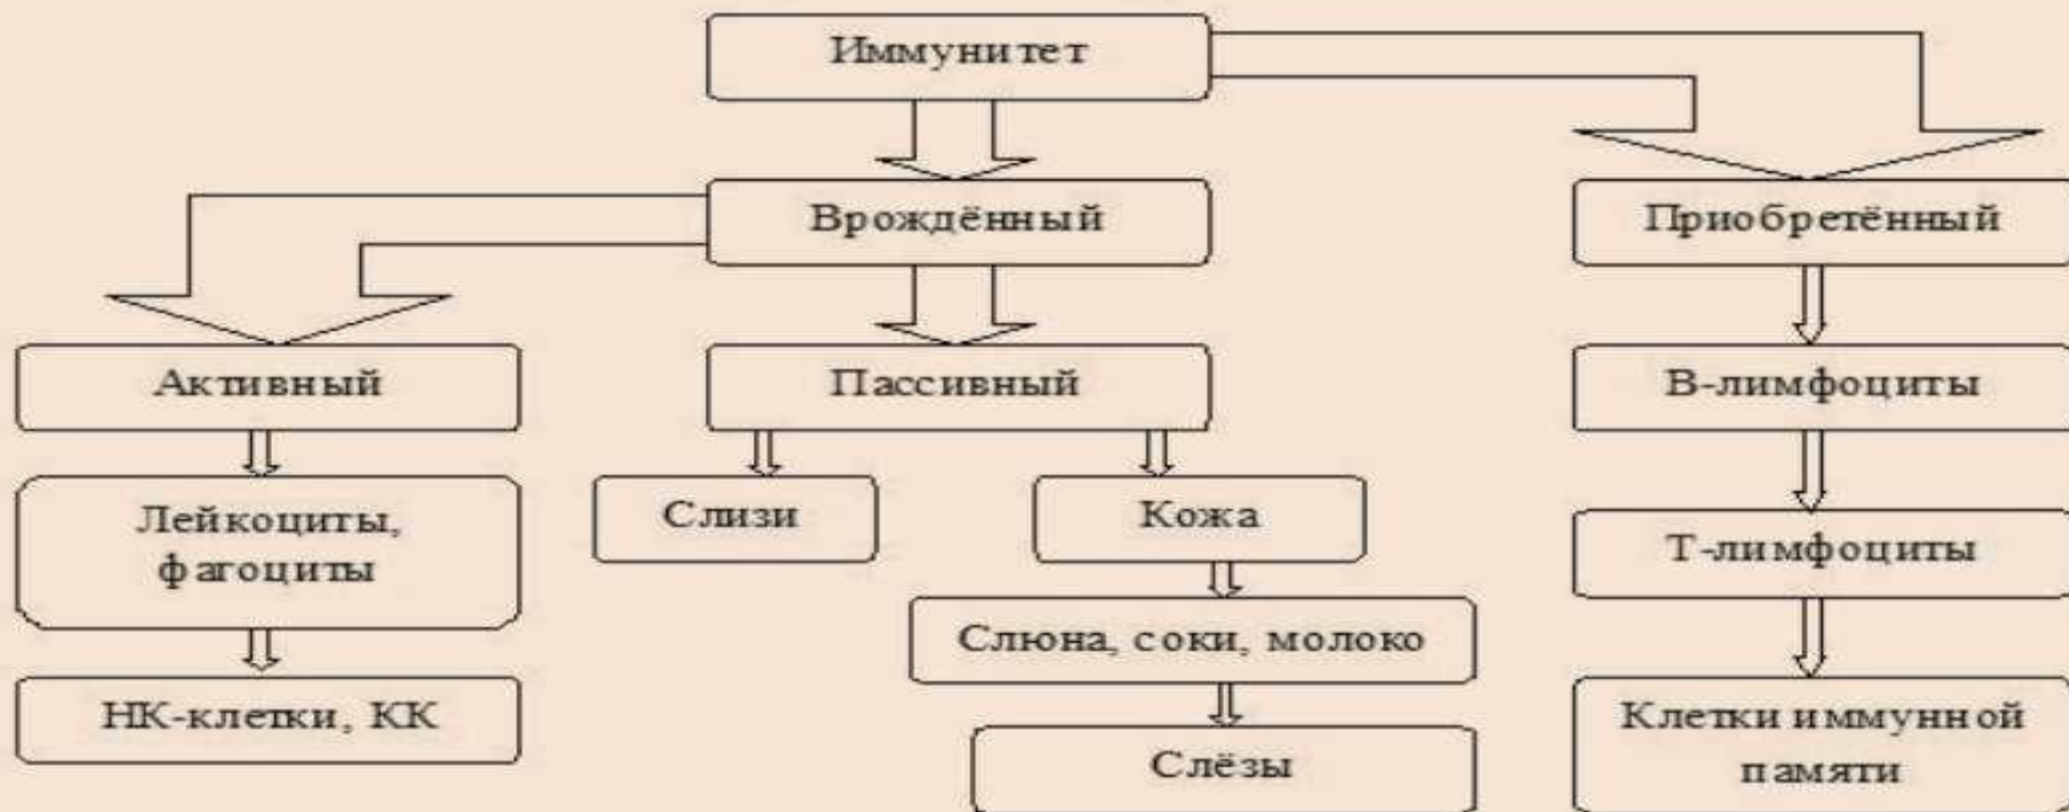 Иммунитет
Врождённый
Приобретённый
Активный
Пассивный
В-лимфоциты
Лейкоциты,
фагоциты
Слизи
Кожа
Т-лимфоциты
Слюна, соки, молоко
НК-клетки, КК
Слёзы
Клетки иммунной
памяти